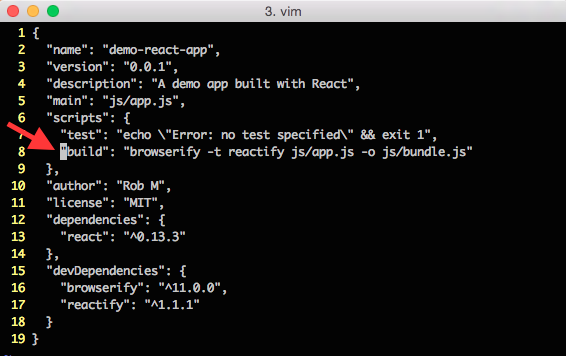 3. vim
1 {
2 "name": "demo-react-app",
3 "version": "0.0.1",
4 "description": "A demo app built with React",
5 "main": "js/app.js",
6 "scripts": {
7 "test": "echo \"Error: no test specified\" && exit 1",
8 "build": "browserify -t reactify js/app.js -o js/bundle.js"
9 },
10 "author": "Rob M",
11 "license": "MIT",
12 "dependencies": {
13 "react": "^0.13.3"
14 },
15 "devDependencies": {
16 "browserify": "^11.0.0",
17 "reactify": "^1.1.1"
18 }
19 }